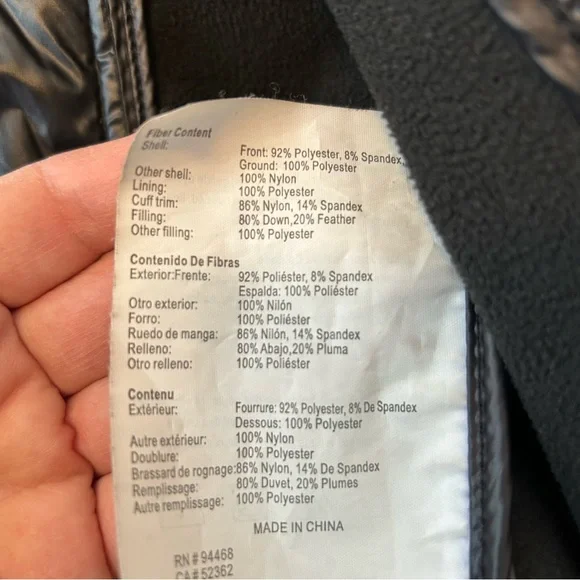 Fiber Content
Shell: Front: 92% Polyester, 8% Spandex,
Ground: 100% Polyester
Other shell: 100% Nylon
Lining: 100% Polyester
Cuff trim: 86% Nylon, 14% Spandex
Filling: 80% Down,20% Feather
Other filling: 100% Polyester
Contenido De Fibras
Exterior:Frente: 92% Poliéster, 8% Spandex
Espalda: 100% Poliéster
Otro exterior: 100% Nilón
Forro: 100% Poliéster
Ruedo de manga: 86% Nilón, 14% Spandex
Relleno: 80% Abajo,20% Pluma
Otro relleno: 100% Poliéster
Contenu
Extérieur: Fourrure: 92% Polyester, 8% De Spandex
Dessous: 100% Polyester
Autre extérieur: 100% Nylon
Doublure: 100% Polyester
Brassard de rognage:86% Nylon, 14% De Spandex
Remplissage: 80% Duvet, 20% Plumes
Autre remplissage: 100% Polyester
MADE IN CHINA
RN#94468
CA#52362